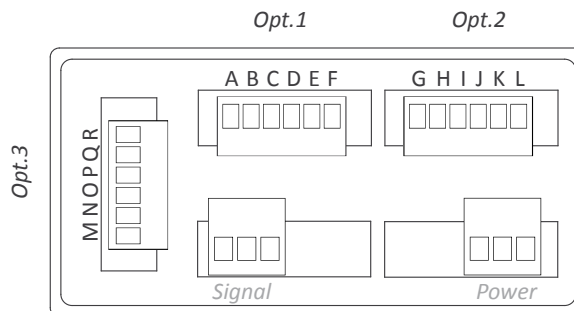 Opt.1 Opt.2
A B C D E F G H I J K L
Opt.3
M N O P Q R
Signal Power